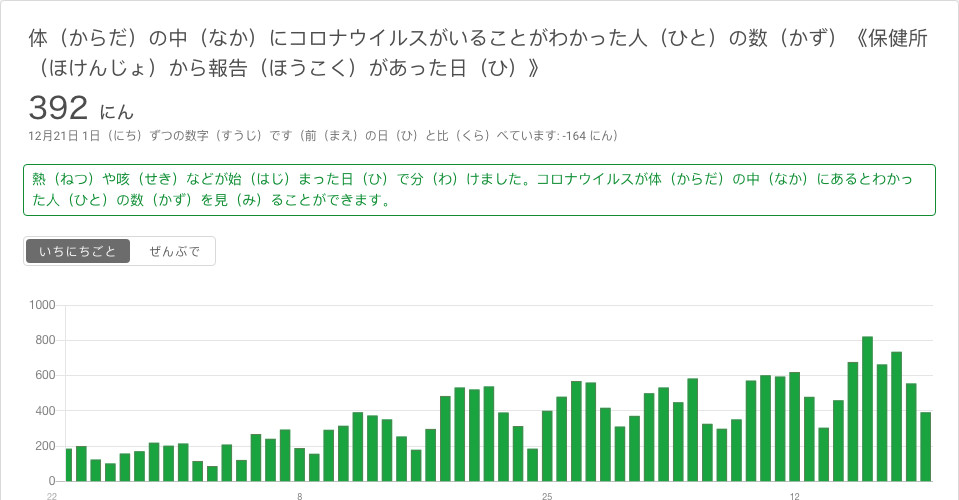 体（からだ）の中（なか）にコロナウイルスがいることがわかった人（ひと）の数（かず）《保健所
（ほけんじょ）から報告（ほうこく）があった日（ひ）》
392 にん
12月21日 1日（にち）ずつの数字（すうじ）です（前（まえ）の日（ひ）と比（くら）べています: -164 にん）
熱（ねつ）や咳（せき）などが始（はじ）まった日（ひ）で分（わ）けました。コロナウイルスが体（からだ）の中（なか）にあるとわかっ
た人（ひと）の数（かず）を見（み）ることができます。
いちにちごと ぜんぶで
1000
800
600
400
200
0
22 8 25 12